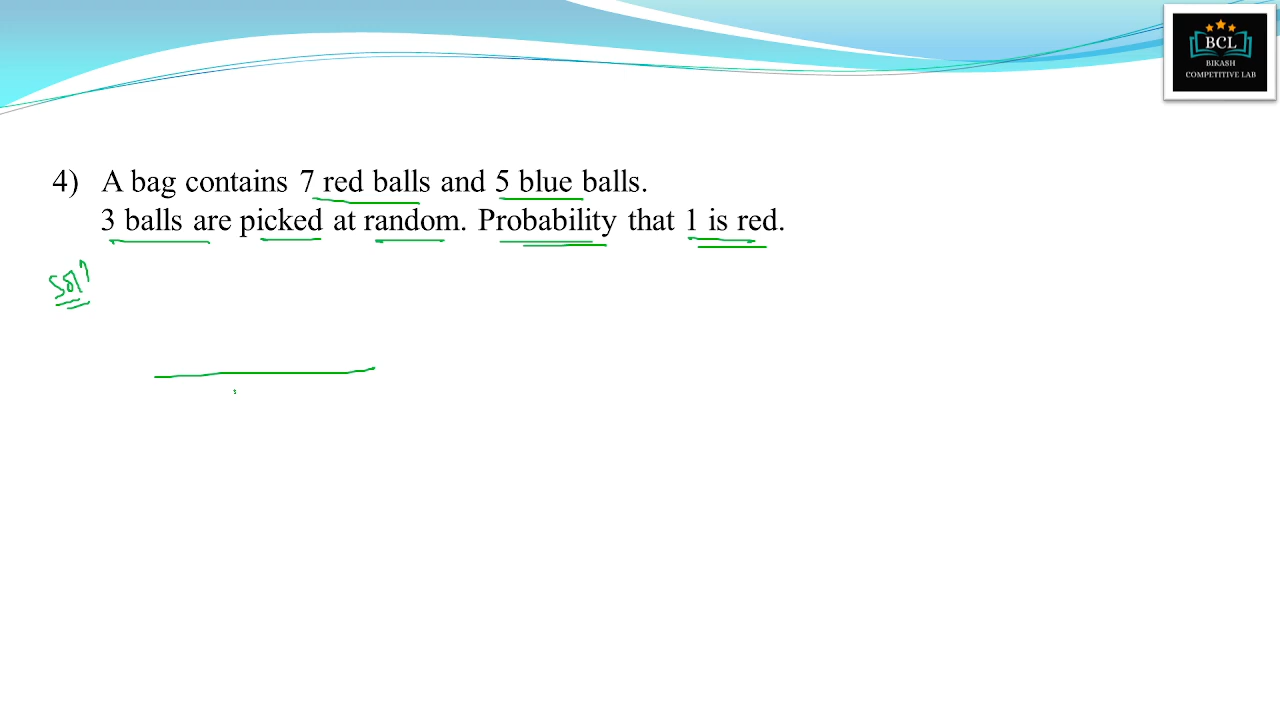 BCL
BIKASH
COMPETITIVE LAB
4) A bag contains 7 red balls and 5 blue balls.
3 balls are picked at random. Probability that 1 is red.
Solⁿ